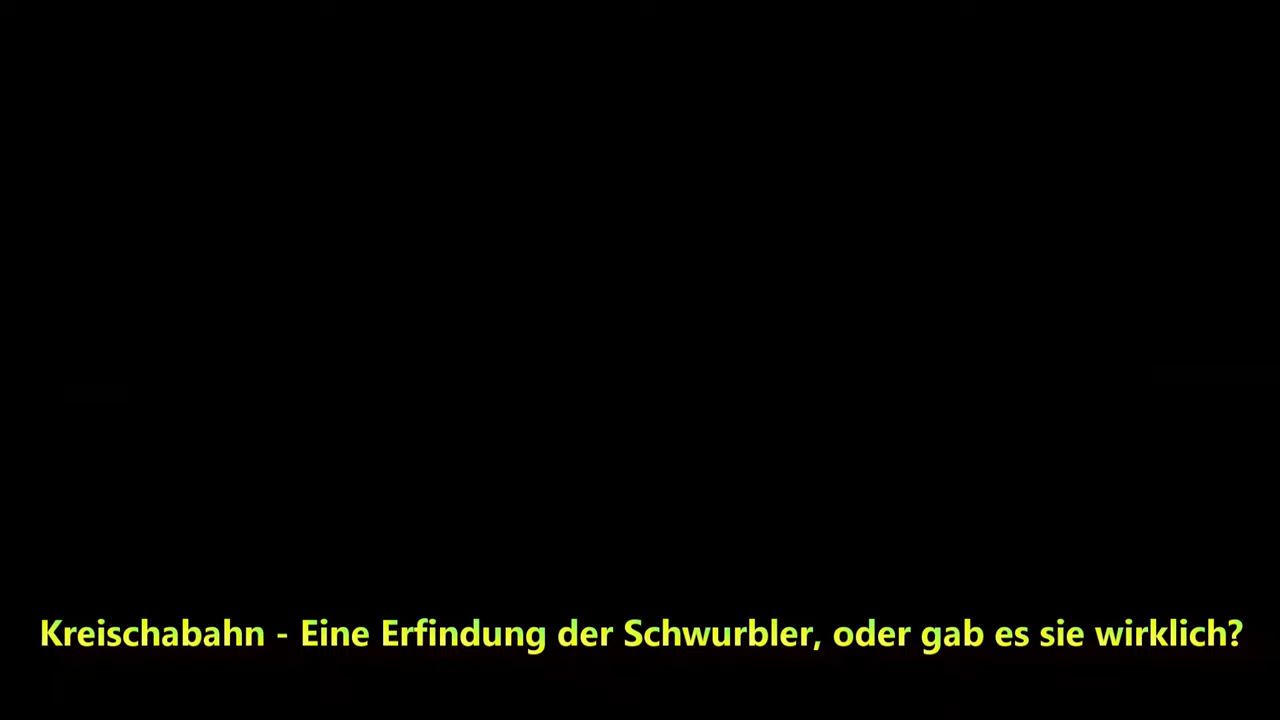 Kreischabahn - Eine Erfindung der Schwurbler, oder gab es sie wirklich?